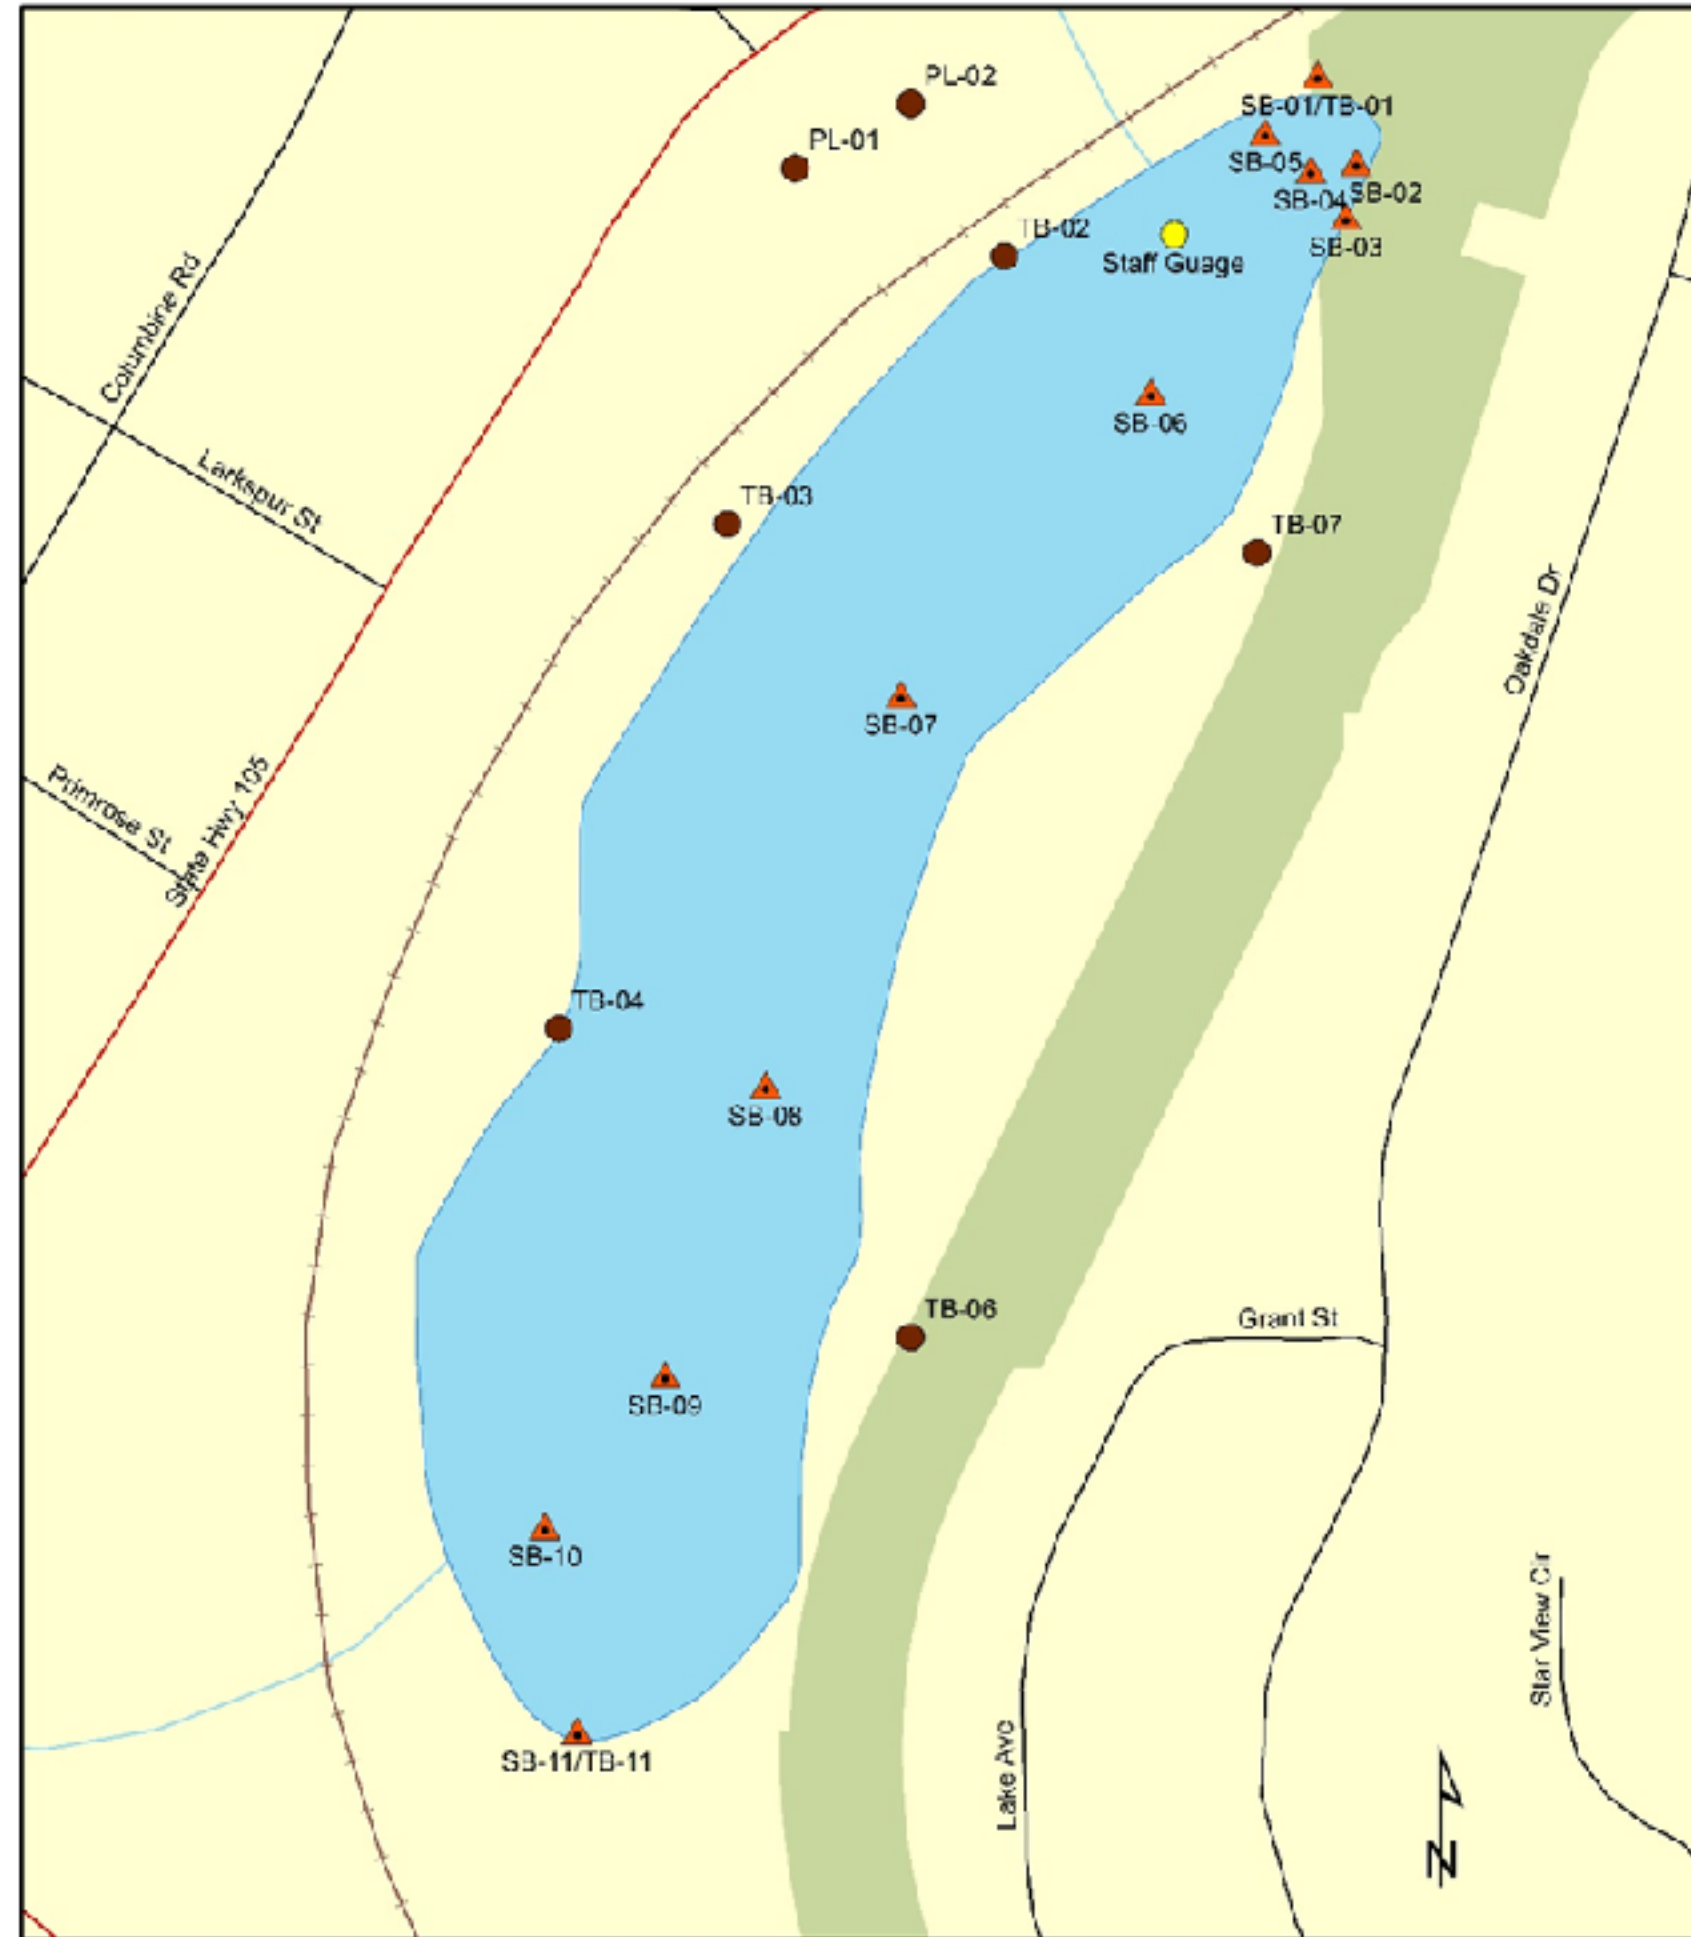 PL-02
PL-01
SB-01/TB-01
SB-05
SB-04
SB-02
SB-03
TB-02
Staff Guage
Columbine Rd
SB-06
Larkspur St
TB-03
TB-07
Oakdale Dr
SB-07
Primrose St
State Hwy 105
TB-04
SB-08
TB-06
Grant St
SB-09
SB-10
Star View Cir
SB-11/TB-11
Lake Ave
N